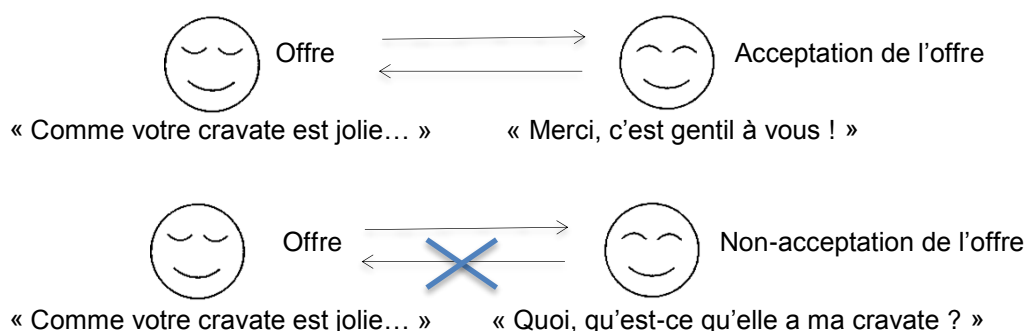 Offre Acceptation de l’offre
« Comme votre cravate est jolie… » « Merci, c’est gentil à vous ! »
Offre Non-acceptation de l’offre
« Comme votre cravate est jolie… » « Quoi, qu’est-ce qu’elle a ma cravate ? »